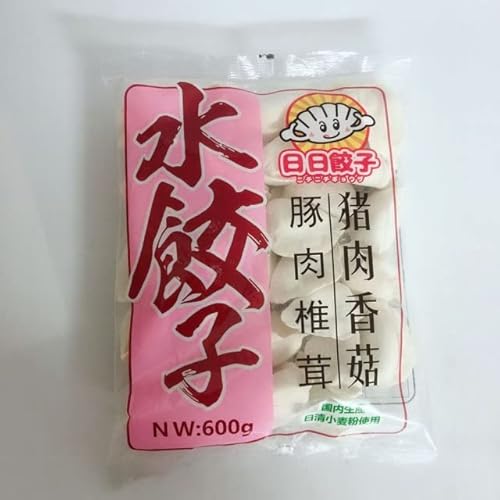 水餃子
NW:600g
日日餃子
猪肉香菇
豚肉椎茸
国内生産
日清小麦粉使用